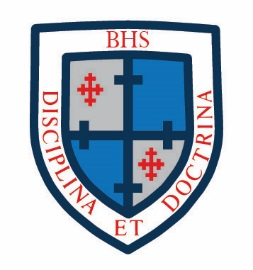 BHS
DISCIPLINA ET DOCTRINA